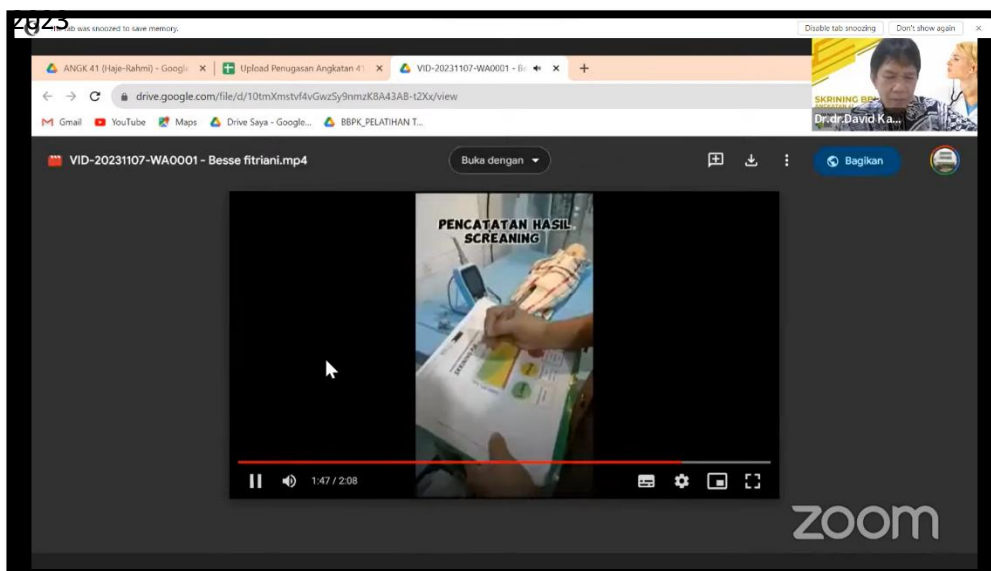 2023
tab was snoozed to save memory.
Disable tab snoozing
Don't show again
ANGK 41 (Haje-Rahmi) - Google
Upload Penugasan Angkatan 41
VID-20231107-WA0001 - Be
drive.google.com/file/d/10tmXmstvf4vGwzSy9nmzK8A43AB-t2Xx/view
Gmail
YouTube
Maps
Drive Saya - Google...
BBPK_PELATIHAN T...
SKRINING BB
Dr.dr.David Ka...
VID-20231107-WA0001 - Besse fitriani.mp4
Buka dengan
Bagikan
PENCATATAN HASIL
SCREANING
1:47 / 2:08
zoom